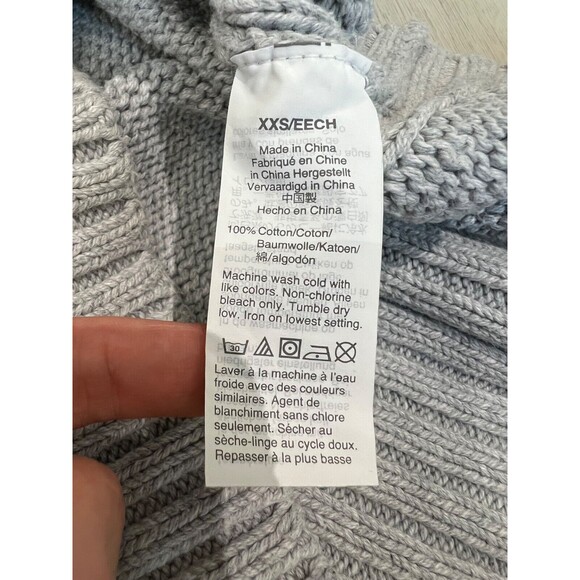 XXS/EECH
Made in China
Fabriqué en Chine
in China Hergestellt
Vervaardigd in China
中国製
Hecho en China
100% Cotton/Coton/
Baumwolle/Katoen/
綿/algodón
Machine wash cold with
like colors. Non-chlorine
bleach only. Tumble dry
low. Iron on lowest setting.
30
Laver à la machine à l'eau
froide avec des couleurs
similaires. Agent de
blanchiment sans chlore
seulement. Sécher au
sèche-linge au cycle doux.
Repasser à la plus basse